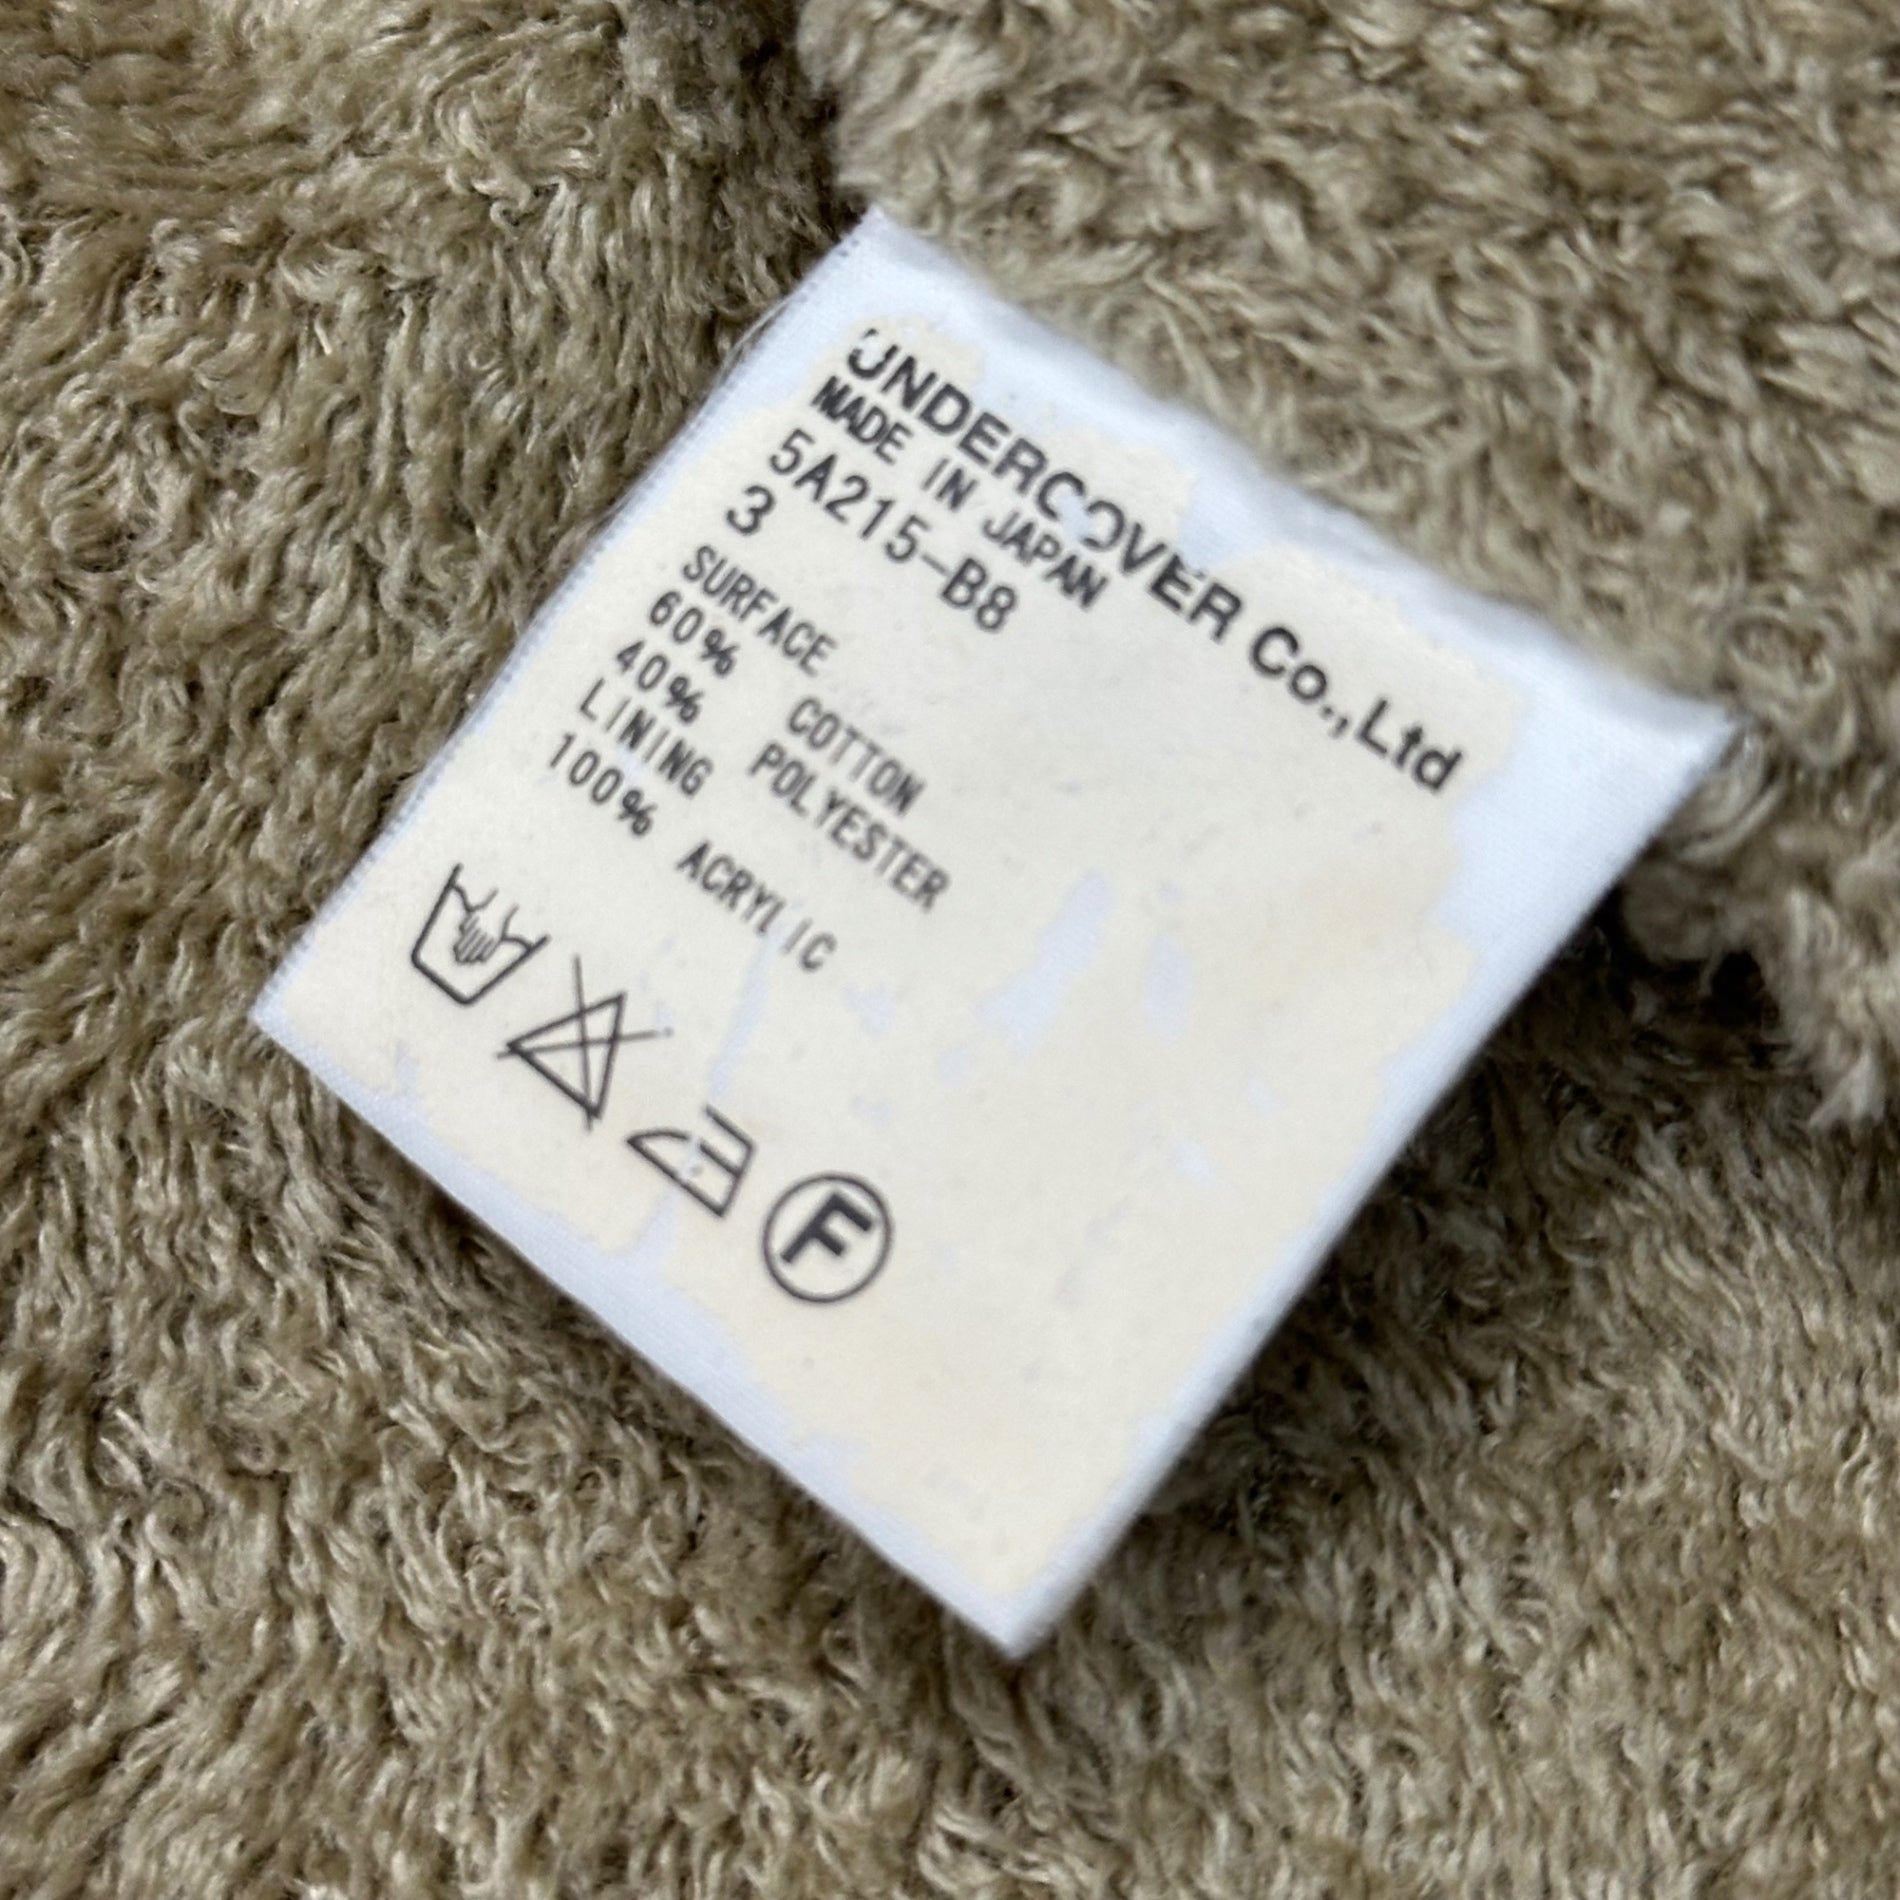 UNDERCOVER Co.,Ltd
MADE IN JAPAN
5A215-B8
3
SURFACE
60% COTTON
40% POLYESTER
LINING
100% ACRYLIC
F